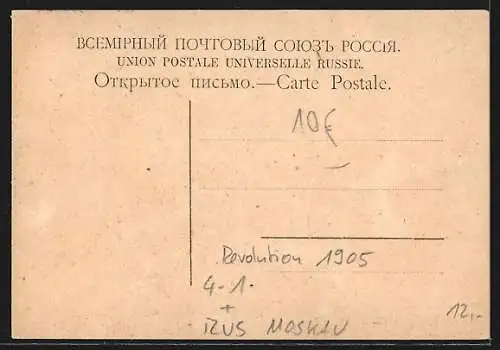 ВСЕМІРНЫЙ ПОЧТОВЫЙ СОЮЗЪ РОССІЯ.
UNION POSTALE UNIVERSELLE RUSSIE.
Открытое письмо.—Carte Postale.
10€
Revolution 1905
4-1.
+
RUS MOSKAU
12,-